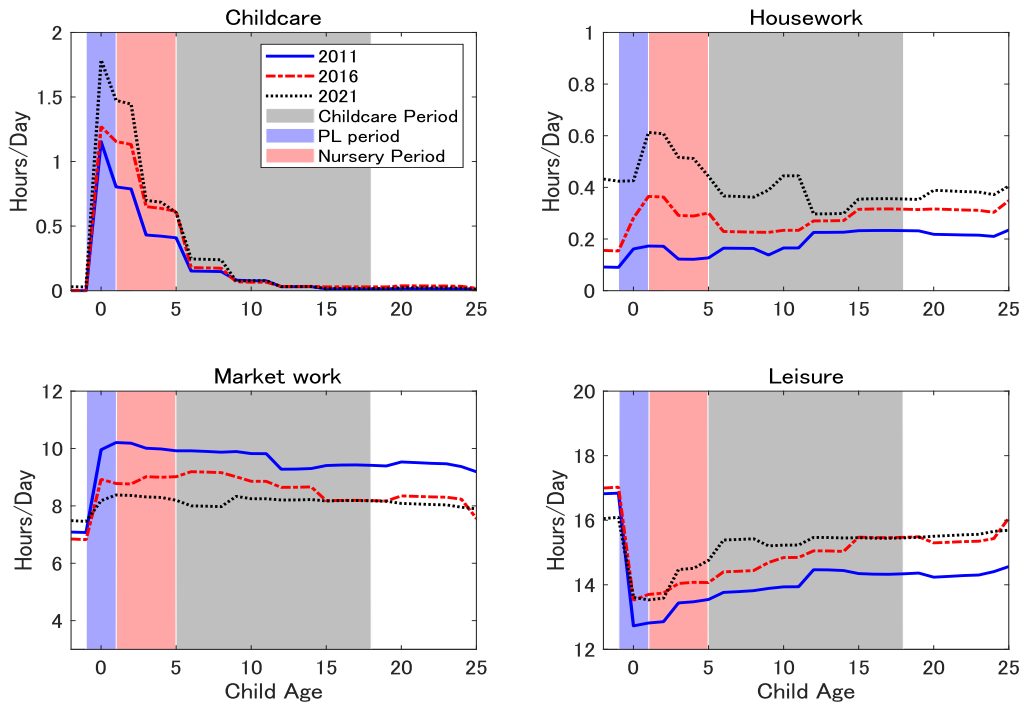 Childcare
Hours/Day
2
1.5
1
0.5
0
0 5 10 15 20 25
2011
2016
2021
Childcare Period
PL period
Nursery Period
Housework
Hours/Day
1
0.8
0.6
0.4
0.2
0
0 5 10 15 20 25
Market work
Hours/Day
12
10
8
6
4
0 5 10 15 20 25
Child Age
Leisure
Hours/Day
20
18
16
14
12
0 5 10 15 20 25
Child Age